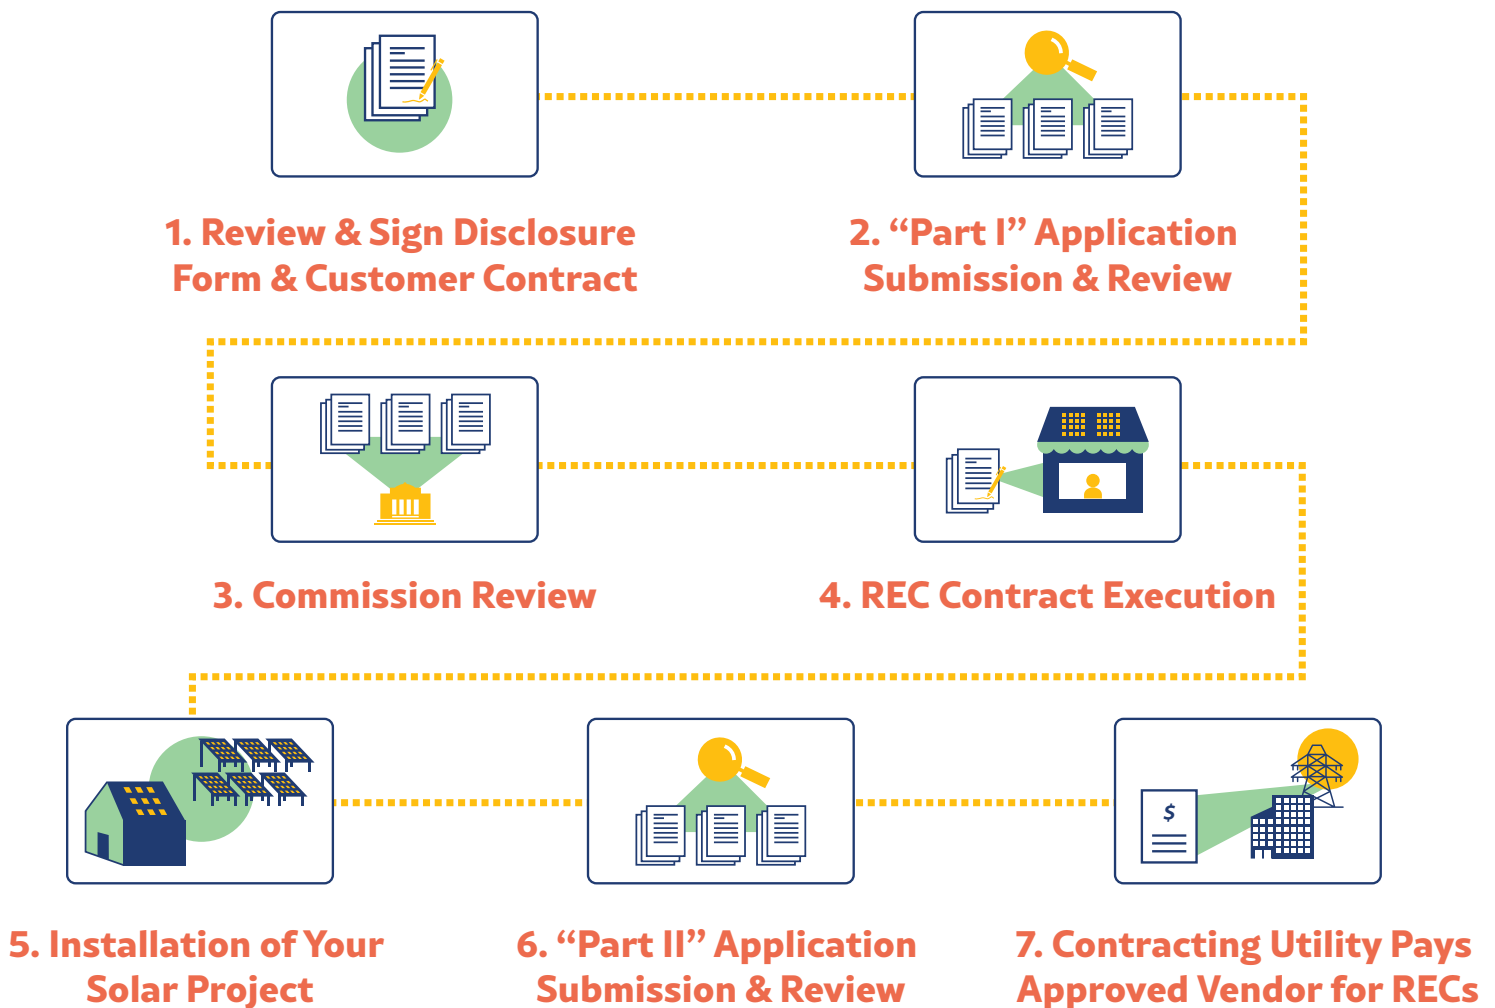 1. Review & Sign Disclosure
Form & Customer Contract
2. “Part I” Application
Submission & Review
3. Commission Review
4. REC Contract Execution
$
5. Installation of Your
Solar Project
6. “Part II” Application
Submission & Review
7. Contracting Utility Pays
Approved Vendor for RECs